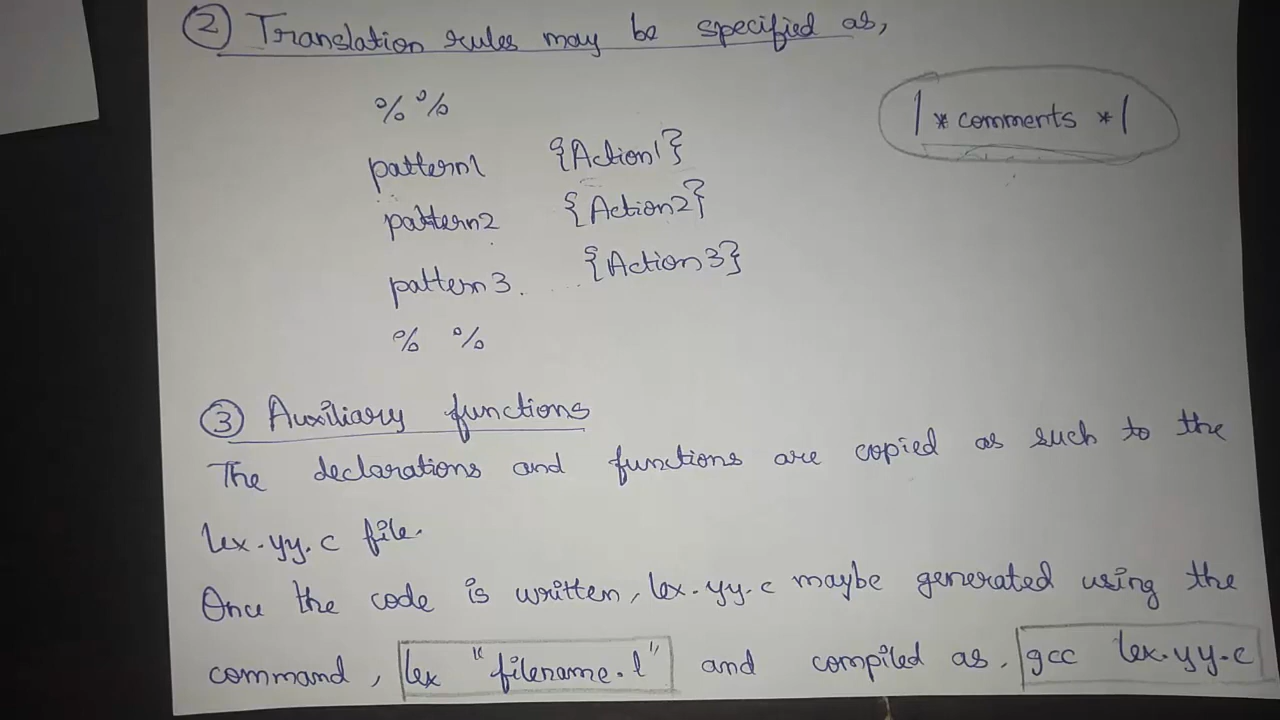 ② Translation rules may be specified as,
%%
|* comments *|
pattern1 {Action1}
pattern2 {Action2}
pattern3. {Action3}
% %
③ Auxiliary functions
The declarations and functions are copied as such to the
lex.yy.c file.
Once the code is written, lex.yy.c maybe generated using the
command, lex "filename.l" and compiled as, gcc lex.yy.c